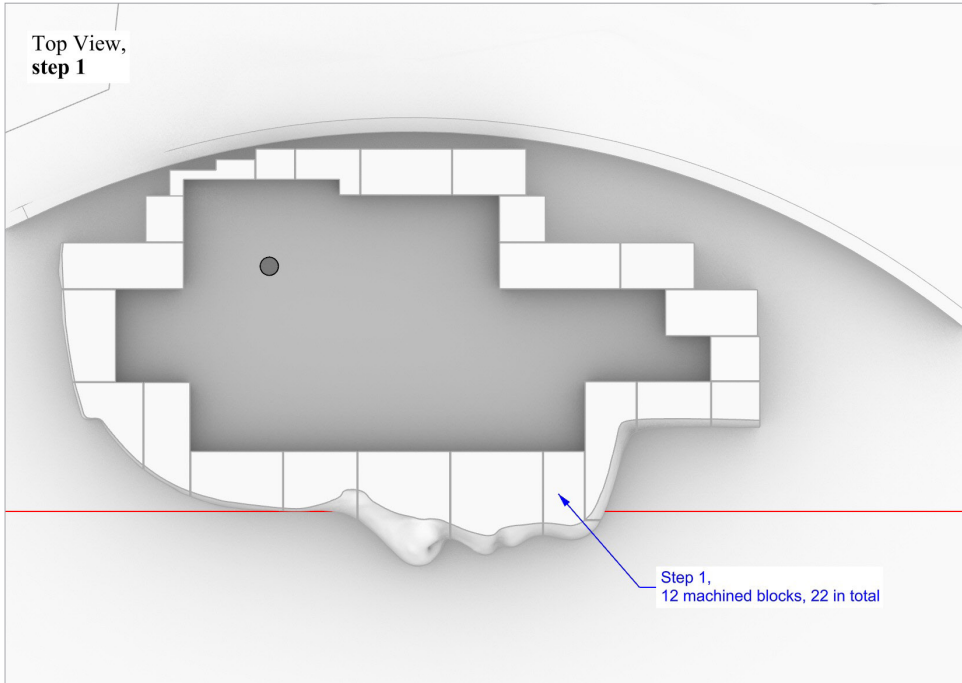 Top View,
step 1
Step 1,
12 machined blocks, 22 in total